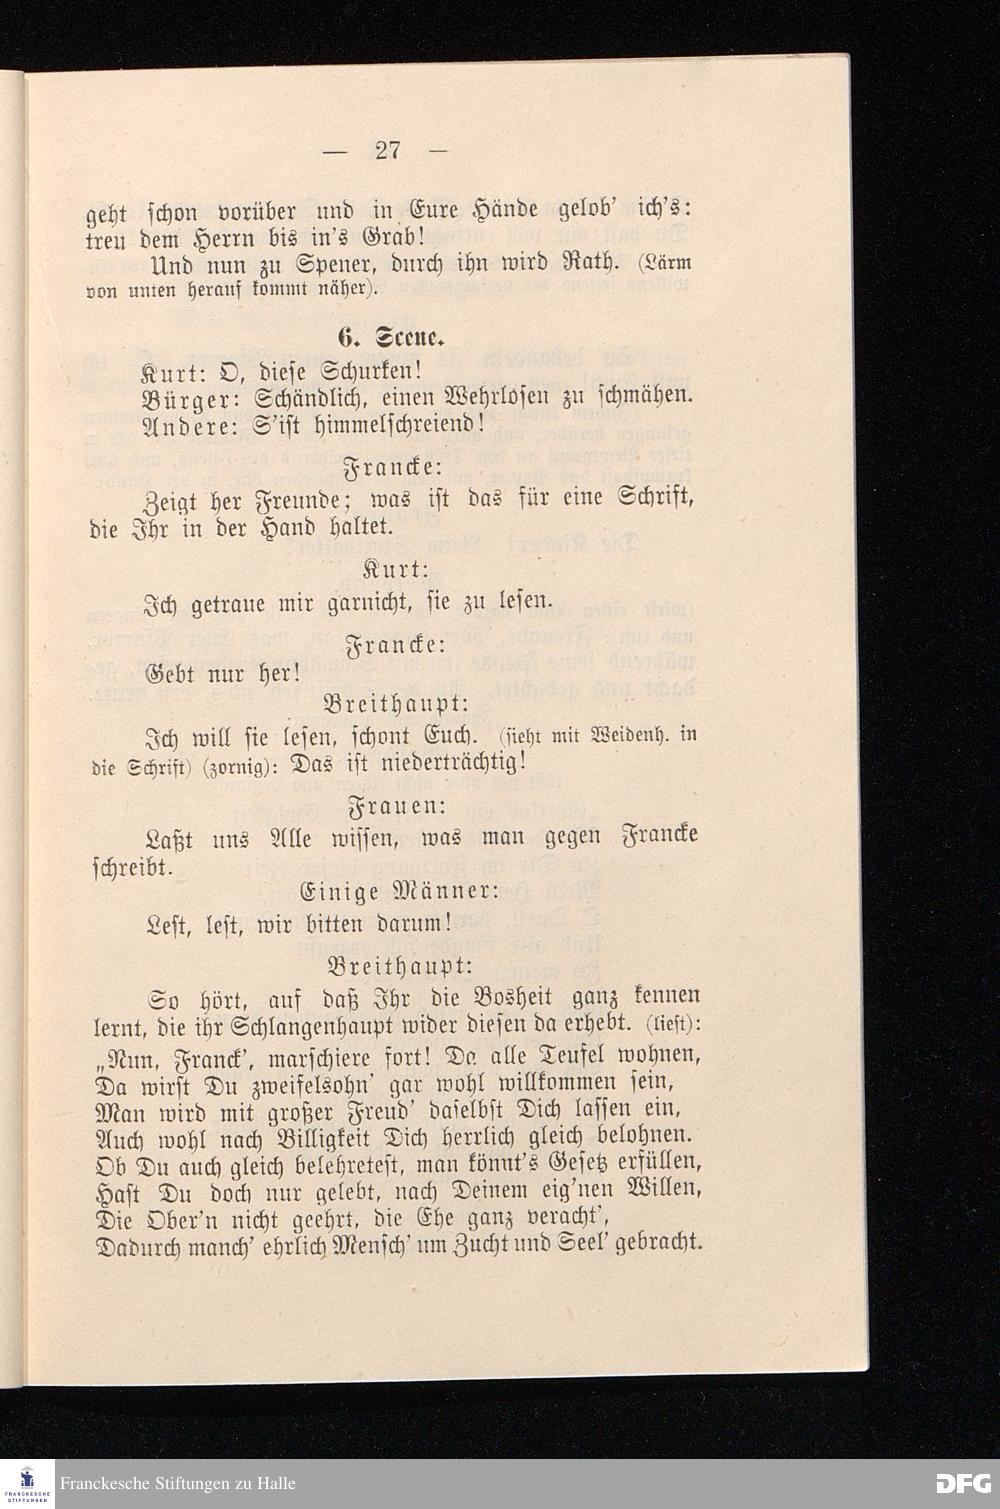 — 27 —
geht schon vorüber und in Eure Hände gelob' ich's:
treu dem Herrn bis in's Grab!
Und nun zu Spener, durch ihn wird Rath. (Lärm
von unten herauf kommt näher).
6. Scene.
Kurt: O, diese Schurken!
Bürger: Schändlich, einen Wehrlosen zu schmähen.
Andere: S'ist himmelschreiend!
Francke:
Zeigt her Freunde; was ist das für eine Schrift,
die Ihr in der Hand haltet.
Kurt:
Ich getraue mir garnicht, sie zu lesen.
Francke:
Gebt nur her!
Breithaupt:
Ich will sie lesen, schont Euch. (sieht mit Weidenh. in
die Schrift) (zornig): Das ist niederträchtig!
Frauen:
Laßt uns Alle wissen, was man gegen Francke
schreibt.
Einige Männer:
Lest, lest, wir bitten darum!
Breithaupt:
So hört, auf daß Ihr die Bosheit ganz kennen
lernt, die ihr Schlangenhaupt wider diesen da erhebt. (liest):
„Nun, Franck', marschiere fort! Da alle Teufel wohnen,
Da wirst Du zweifelsohn' gar wohl willkommen sein,
Man wird mit großer Freud' daselbst Dich lassen ein,
Auch wohl nach Billigkeit Dich herrlich gleich belohnen.
Ob Du auch gleich belehretest, man könnt's Gesetz erfüllen,
Hast Du doch nur gelebt, nach Deinem eig'nen Willen,
Die Ober'n nicht geehrt, die Ehe ganz veracht',
Dadurch manch' ehrlich Mensch' um Zucht und Seel' gebracht.
FRANCKESCHE
STIFTUNGEN
Franckesche Stiftungen zu Halle
DFG